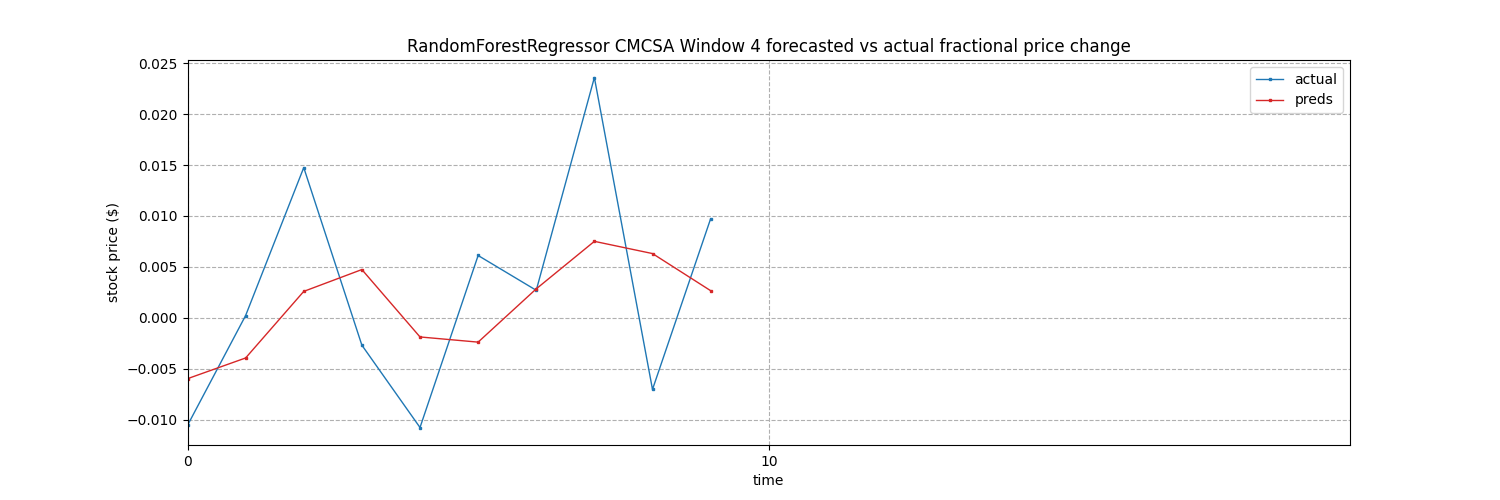 RandomForestRegressor CMCSA Window 4 forecasted vs actual fractional price change
actual
preds
stock price ($)
0.025
0.020
0.015
0.010
0.005
0.000
−0.005
−0.010
0
10
time